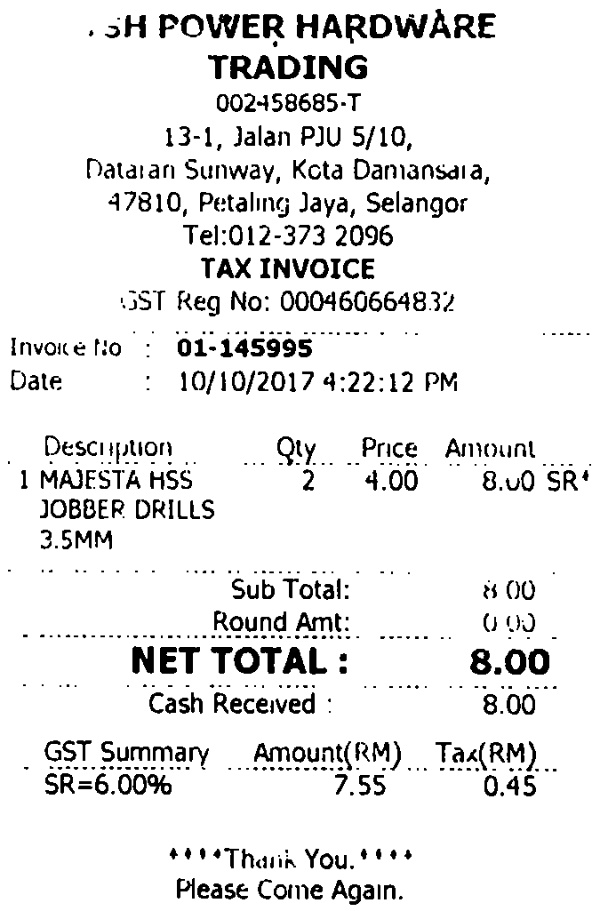 POWER HARDWARE
TRADING
002458685-T
13-1, Jalan PJU 5/10,
Dataran Sunway, Kota Damansara,
47810, Petaling Jaya, Selangor
Tel:012-373 2096
TAX INVOICE
GST Reg No: 000460664832
Invoice No : 01-145995
Date : 10/10/2017 4:22:12 PM
Description Qty Price Amount
1 MAJESTA HSS 2 4.00 8.00 SR*
JOBBER DRILLS
3.5MM
Sub Total: 8.00
Round Amt: 0.00
NET TOTAL : 8.00
Cash Received : 8.00
GST Summary Amount(RM) Tax(RM)
SR=6.00% 7.55 0.45
****Thank You.****
Please Come Again.